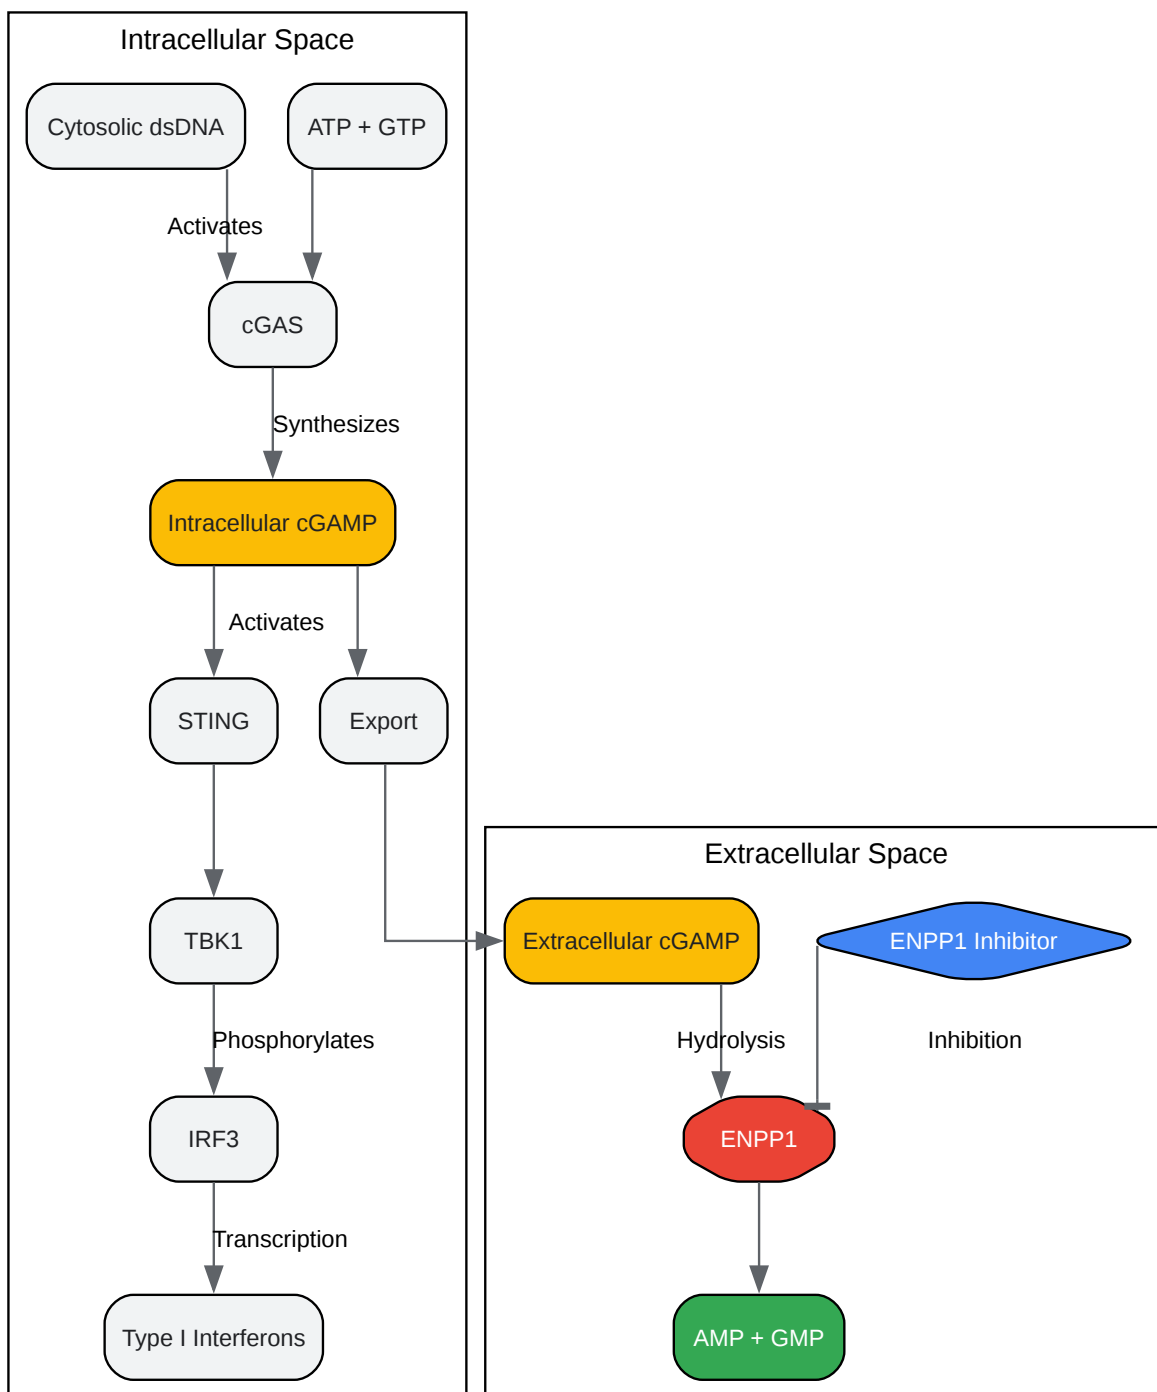 Intracellular Space
Cytosolic dsDNA
ATP + GTP
Activates
cGAS
Synthesizes
Intracellular cGAMP
Activates
STING
Export
Extracellular Space
TBK1
Extracellular cGAMP
ENPP1 Inhibitor
Phosphorylates
Hydrolysis
Inhibition
IRF3
ENPP1
Transcription
Type I Interferons
AMP + GMP